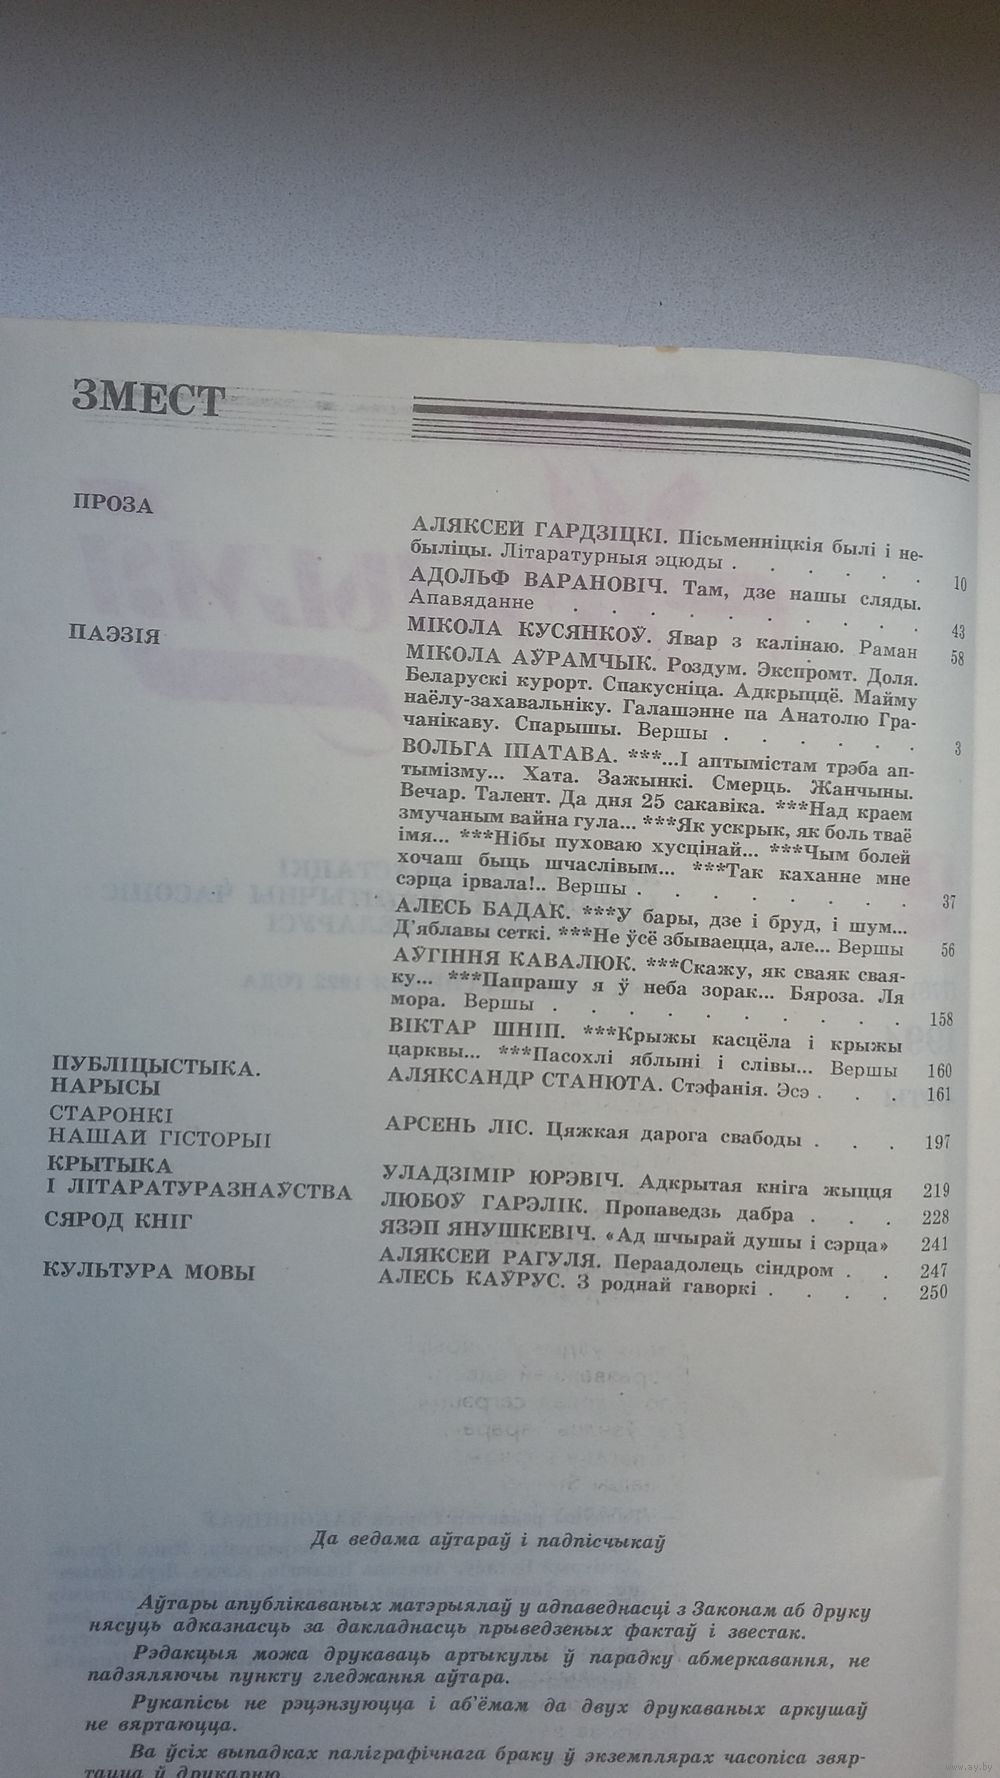 ЗМЕСТ
ПРОЗА
АЛЯКСЕЙ ГАРДЗІЦКІ. Пісьменніцкія былі і не-
быліцы. Літаратурныя эцюды . . . . . . 10
АДОЛЬФ ВАРАНОВІЧ. Там, дзе нашы сляды.
Апавяданне . . . . . . . . 43
МІКОЛА КУСЯНКОЎ. Явар з калінаю. Раман 58
ПАЭЗІЯ
МІКОЛА АЎРАМЧЫК. Роздум. Экспромт. Доля.
Беларускі курорт. Спакусніца. Адкрыццё. Майму
наёлу-захавальніку. Галашэнне па Анатолю Гра-
чанікаву. Спарышы. Вершы . . . . . . 3
ВОЛЬГА ІПАТАВА. ***...І аптымістам трэба ап-
тымізму... Хата. Зажынкі. Смерць. Жанчыны.
Вечар. Талент. Да дня 25 сакавіка. ***Над краем
змучаным вайна гула... ***Як ускрык, як боль тваё
імя... ***Нібы пуховаю хусцінай... ***Чым болей
хочаш быць шчаслівым... ***Так каханне мне
сэрца ірвала!.. Вершы . . . . . . . . 37
АЛЕСЬ БАДАК. ***У бары, дзе і бруд, і шум...
Д'яблавы сеткі. ***Не ўсё збываецца, але... Вершы 56
АЎГІННЯ КАВАЛЮК. ***Скажу, як сваяк свая-
ку... ***Папрашу я ў неба зорак... Бяроза. Ля
мора. Вершы . . . . . . . . . . 158
ВІКТАР ШНІП. ***Крыжы касцёла і крыжы
царквы... ***Пасохлі яблыні і слівы... Вершы 160
ПУБЛІЦЫСТЫКА.
НАРЫСЫ
АЛЯКСАНДР СТАНЮТА. Стэфанія. Эсэ . . . 161
СТАРОНКІ
НАШАЙ ГІСТОРЫІ
АРСЕНЬ ЛІС. Цяжкая дарога свабоды . . . 197
КРЫТЫКА
І ЛІТАРАТУРАЗНАЎСТВА
УЛАДЗІМІР ЮРЭВІЧ. Адкрытая кніга жыцця 219
ЛЮБОЎ ГАРЭЛІК. Пропаведзь дабра . . . 228
СЯРОД КНІГ
ЯЗЭП ЯНУШКЕВІЧ. «Ад шчырай душы і сэрца» 241
АЛЯКСЕЙ РАГУЛЯ. Пераадолець сіндром . . 247
КУЛЬТУРА МОВЫ
АЛЕСЬ КАЎРУС. З роднай гаворкі . . . . 250
Да ведама аўтараў і падпісчыкаў
Аўтары апублікаваных матэрыялаў у адпаведнасці з Законам аб друку
нясуць адказнасць за дакладнасць прыведзеных фактаў і звестак.
Рэдакцыя можа друкаваць артыкулы ў парадку абмеркавання, не
падзяляючы пункту гледжання аўтара.
Рукапісы не рэцэнзуюцца і аб'ёмам да двух друкаваных аркушаў
не вяртаюцца.
Ва ўсіх выпадках паліграфічнага браку ў экземплярах часопіса звяр-
тацца ў друкарню.
www.ay.by